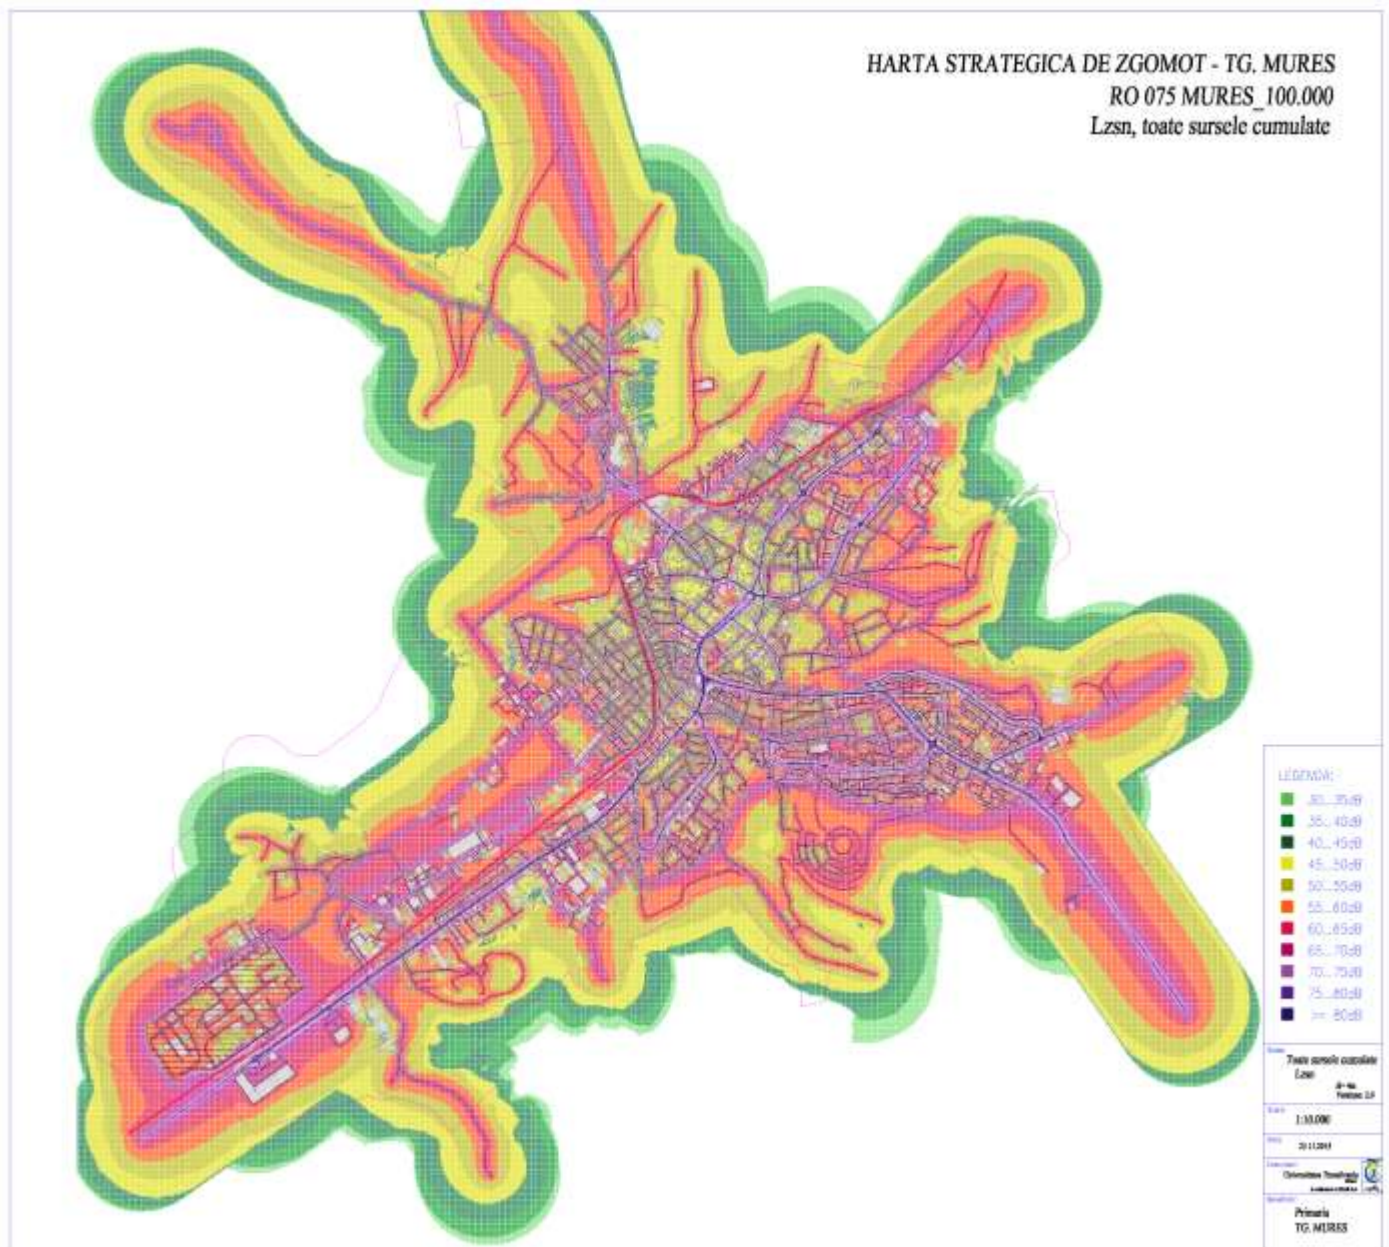 HARTA STRATEGICA DE ZGOMOT - TG. MURES
RO 075 MURES_100.000
Lzsn, toate sursele cumulate
LEGENDA:
30...35dB
35...40dB
40...45dB
45...50dB
50...55dB
55...60dB
60...65dB
65...70dB
70...75dB
75...80dB
>= 80dB
Toate sursele cumulate
Lzsn
1:10.000
Universitatea Transilvania
Primaria
TG. MURES